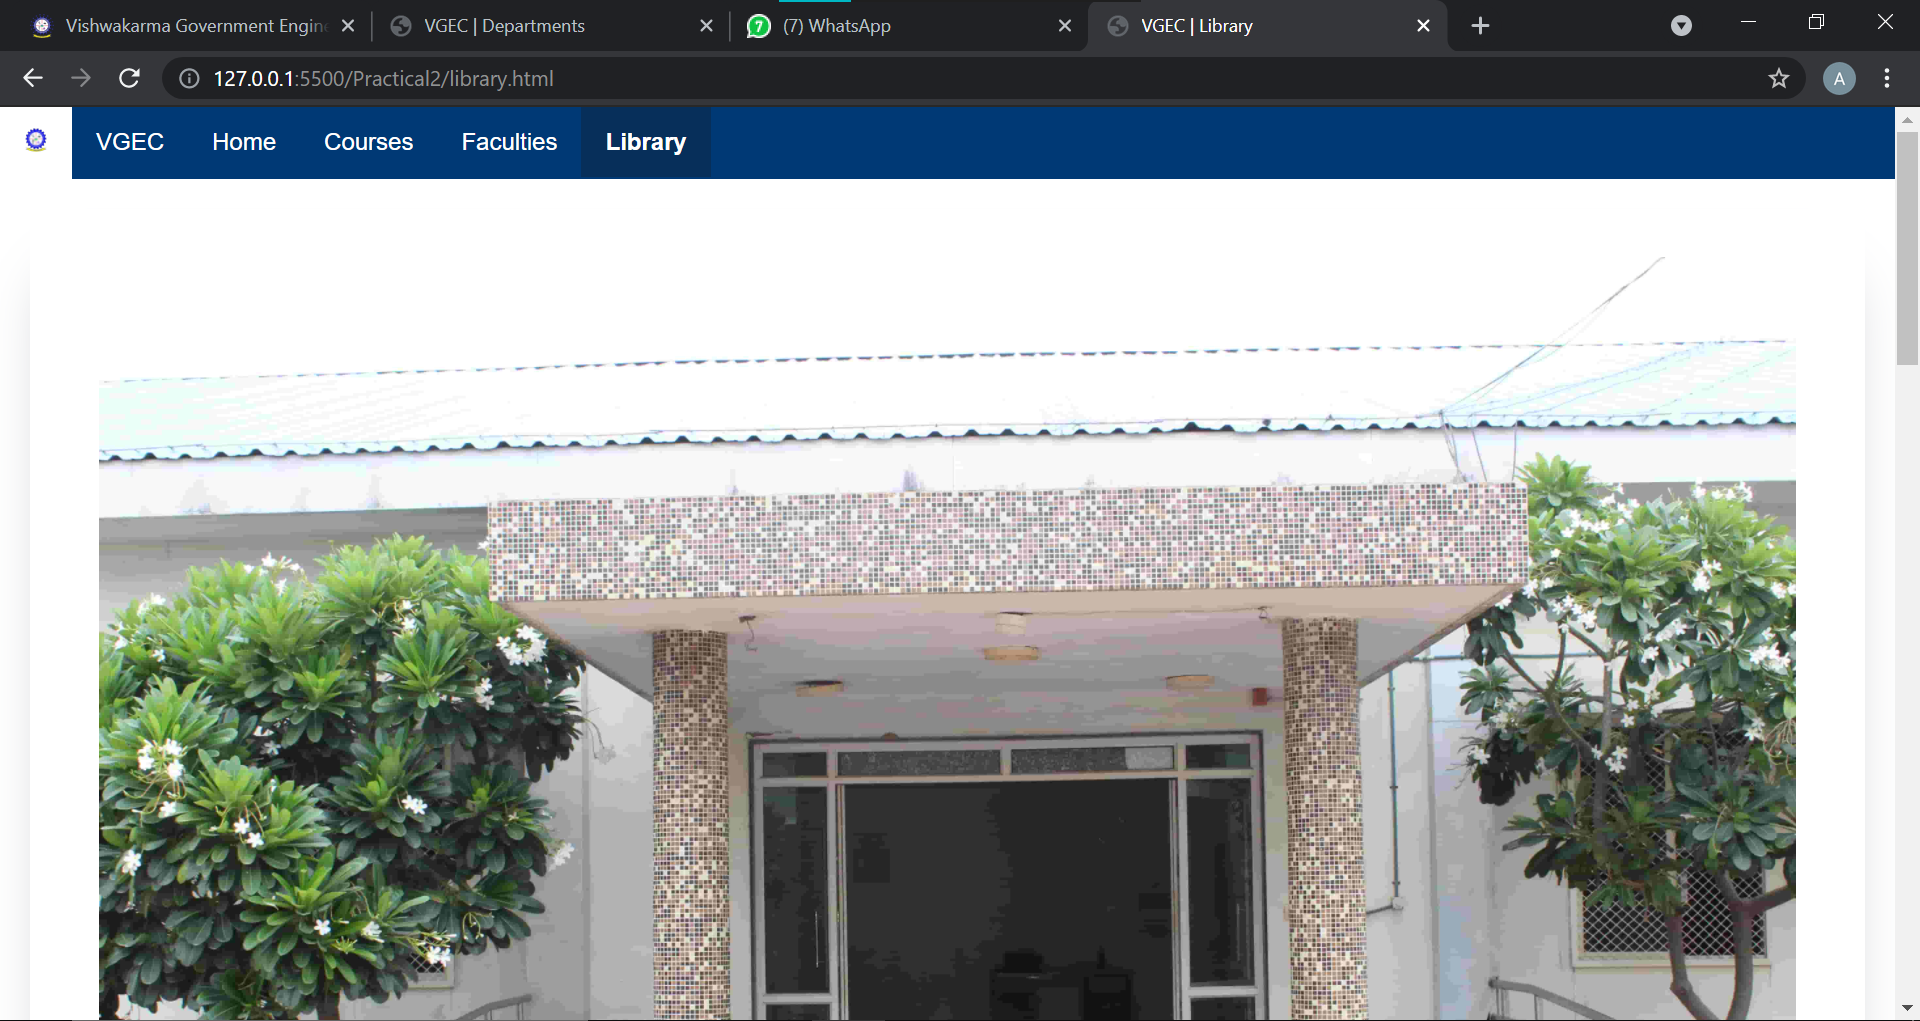 Vishwakarma Government Engin
VGEC | Departments
7
(7) WhatsApp
VGEC | Library
127.0.0.1:5500/Practical2/library.html
A
VGEC Home Courses Faculties Library